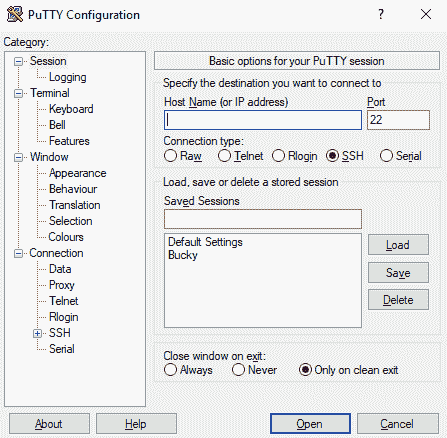 PuTTY Configuration
? ×
Category:
Session
Logging
Terminal
Keyboard
Bell
Features
Window
Appearance
Behaviour
Translation
Selection
Colours
Connection
Data
Proxy
Telnet
Rlogin
SSH
Serial
Basic options for your PuTTY session
Specify the destination you want to connect to
Host Name (or IP address) Port
22
Connection type:
Raw Telnet Rlogin SSH Serial
Load, save or delete a stored session
Saved Sessions
Default Settings
Bucky
Load
Save
Delete
Close window on exit:
Always Never Only on clean exit
About Help Open Cancel